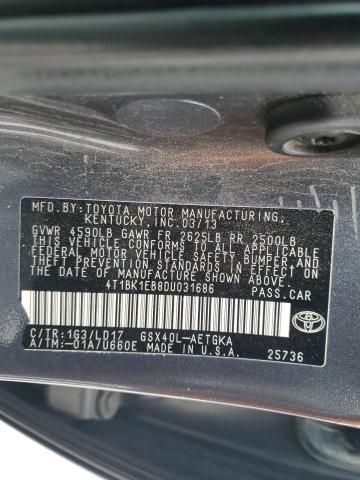 MFD.BY:TOYOTA MOTOR MANUFACTURING,
KENTUCKY,INC.03/13
GVWR 4590LB GAWR FR 2625LB RR 2500LB
THIS VEHICLE CONFORMS TO ALL APPLICABLE
FEDERAL MOTOR VEHICLE SAFETY, BUMPER, AND
THEFT PREVENTION STANDARDS IN EFFECT ON
THE DATE OF MANUFACTURE SHOWN ABOVE.
4T1BK1EB8DU031686 PASS.CAR
C/TR:1G3/LD17 GSX40L-AETGKA
A/TM:-01A/U660E MADE IN U.S.A.
25736